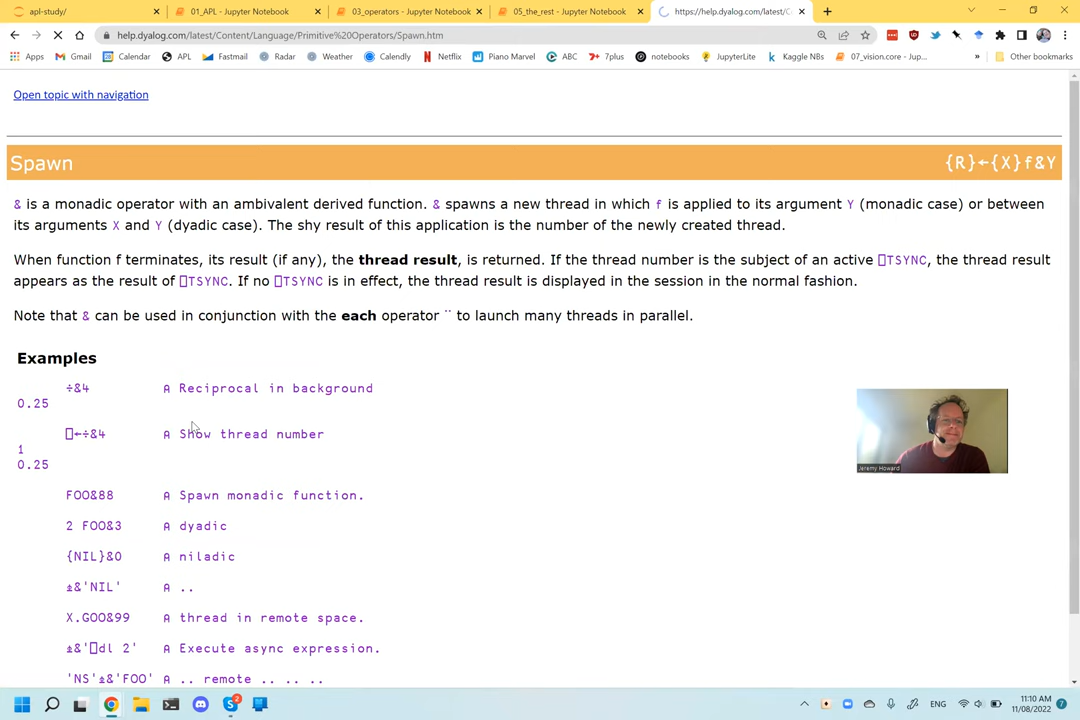 apl-study/
01_APL - Jupyter Notebook
03_operators - Jupyter Notebook
05_the_rest - Jupyter Notebook
https://help.dyalog.com/latest/C
help.dyalog.com/latest/Content/Language/Primitive%20Operators/Spawn.htm
Apps Gmail Calendar APL Fastmail Radar Weather Calendly Netflix Piano Marvel ABC 7plus notebooks JupyterLite Kaggle NBs 07_vision.core - Jup... » Other bookmarks
Open topic with navigation
Spawn {R}←{X}f&Y
& is a monadic operator with an ambivalent derived function. & spawns a new thread in which f is applied to its argument Y (monadic case) or between
its arguments X and Y (dyadic case). The shy result of this application is the number of the newly created thread.
When function f terminates, its result (if any), the thread result, is returned. If the thread number is the subject of an active ⎕TSYNC, the thread result
appears as the result of ⎕TSYNC. If no ⎕TSYNC is in effect, the thread result is displayed in the session in the normal fashion.
Note that & can be used in conjunction with the each operator ¨ to launch many threads in parallel.
Examples
÷&4 ⍝ Reciprocal in background
0.25
⎕←÷&4 ⍝ Show thread number
1
0.25
FOO&88 ⍝ Spawn monadic function.
2 FOO&3 ⍝ dyadic
{NIL}&0 ⍝ niladic
⍎&'NIL' ⍝ ..
X.GOO&99 ⍝ thread in remote space.
⍎&'⎕dl 2' ⍝ Execute async expression.
'NS'⍎&'FOO' ⍝ .. remote .. .. ..
Jeremy Howard
2
ENG
11:10 AM
11/08/2022
7